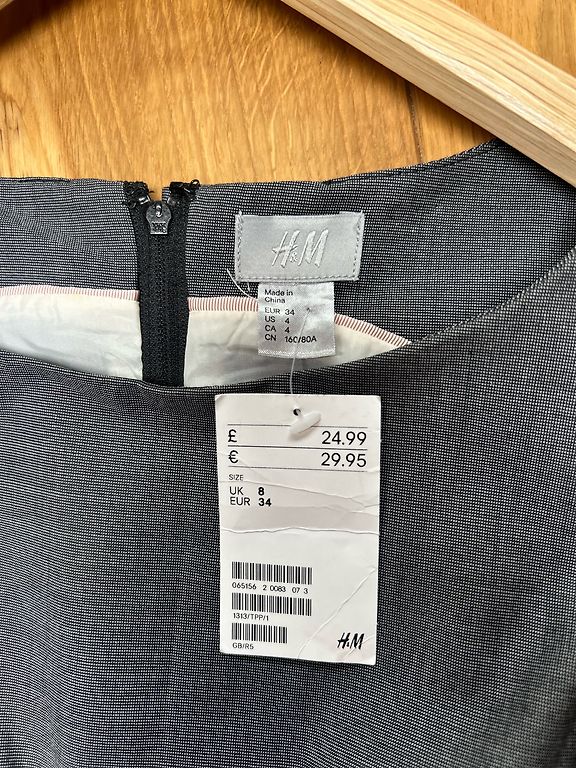 H&M
Made in
China
EUR 34
US 4
CA 4
CN 160/80A
£ 24.99
€ 29.95
SIZE
UK 8
EUR 34
065156 2 0083 07 3
1313/TPP/1
GB/R5
H&M